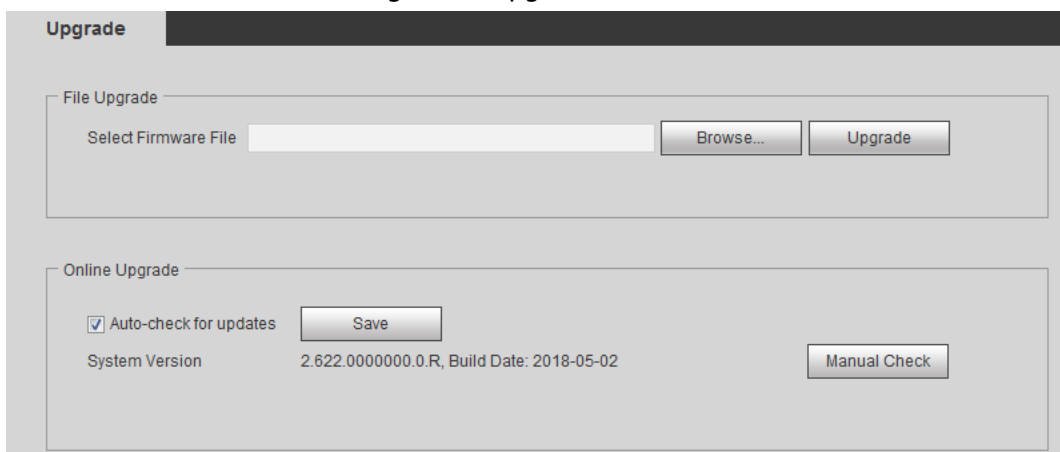 Upgrade
File Upgrade
Select Firmware File Browse... Upgrade
Online Upgrade
Auto-check for updates Save
System Version 2.622.0000000.0.R, Build Date: 2018-05-02 Manual Check